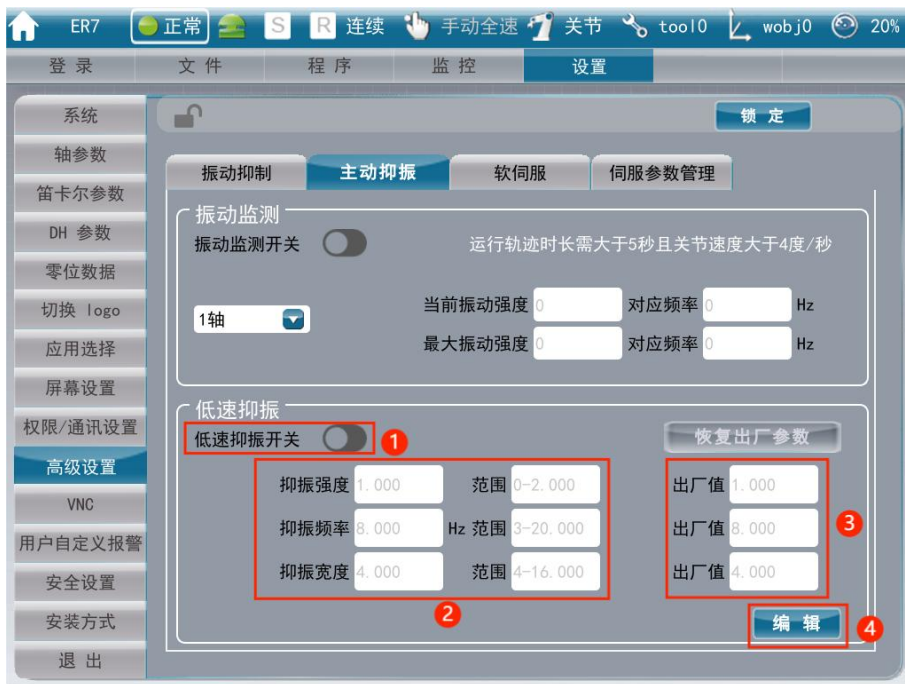 ER7 正常 S R 连续 手动全速 关节 tool0 wobj0 20%
登录 文件 程序 监控 设置
系统
轴参数
笛卡尔参数
DH 参数
零位数据
切换 logo
应用选择
屏幕设置
权限/通讯设置
高级设置
VNC
用户自定义报警
安全设置
安装方式
退出
锁定
振动抑制 主动抑振 软伺服 伺服参数管理
振动监测
振动监测开关 运行轨迹时长需大于5秒且关节速度大于4度/秒
1轴 当前振动强度 0 对应频率 0 Hz
最大振动强度 0 对应频率 0 Hz
低速抑振
低速抑振开关 1 恢复出厂参数
抑振强度 1.000 范围 0-2.000 出厂值 1.000
抑振频率 8.000 Hz 范围 3-20.000 出厂值 8.000 3
抑振宽度 4.000 范围 4-16.000 出厂值 4.000
2
编辑 4